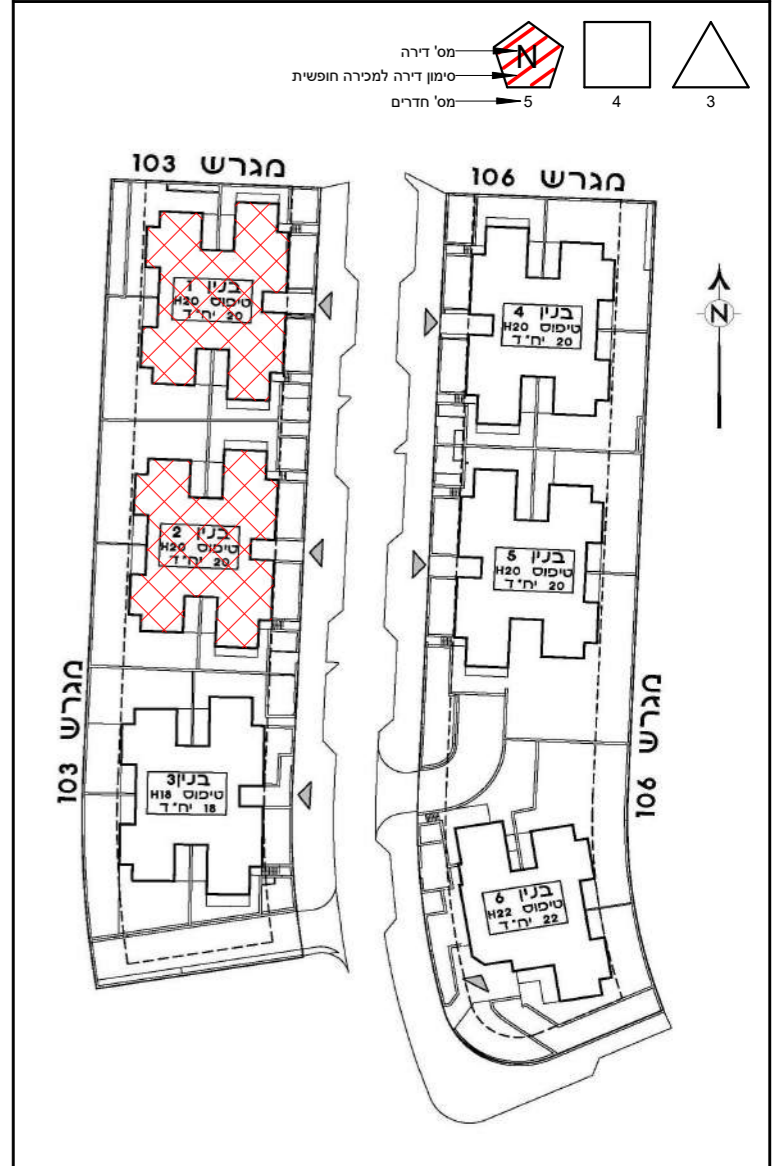 מס' דירה
N
סימון דירה למכירה חופשית
מס' חדרים
5
4
3
מגרש 103
מגרש 106
בנין 1
טיפוס H20
20 יח"ד
בנין 4
טיפוס H20
20 יח"ד
N
בנין 2
טיפוס H20
20 יח"ד
בנין 5
טיפוס H20
20 יח"ד
מגרש 103
מגרש 106
בנין 3
טיפוס H18
18 יח"ד
בנין 6
טיפוס H22
22 יח"ד